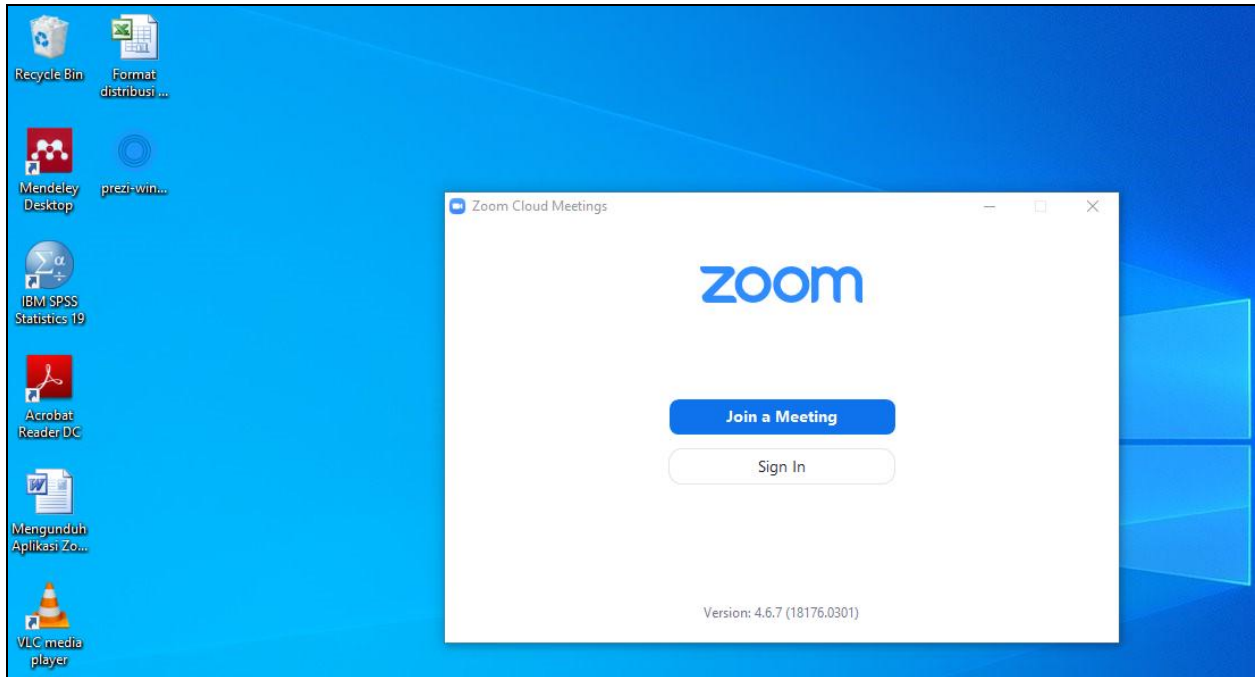 Recycle Bin
Format
distribusi ...
Mendeley
Desktop
prezi-win...
IBM SPSS
Statistics 19
Acrobat
Reader DC
Mengunduh
Aplikasi Zo...
VLC media
player
Zoom Cloud Meetings
zoom
Join a Meeting
Sign In
Version: 4.6.7 (18176.0301)